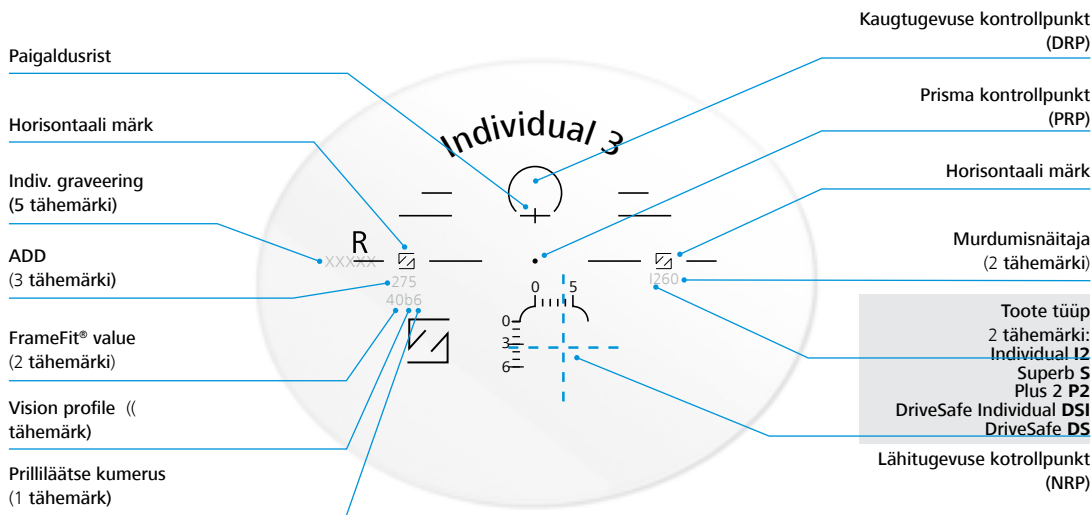 Paigaldusrist
Horisontaali märk
Indiv. graveering
(5 tähemärki)
ADD
(3 tähemärki)
FrameFit® value
(2 tähemärki)
Vision profile ((
tähemärk)
Prilliläätse kumerus
(1 tähemärk)
Individual 3
R
XXXXX
275
40b6
I260
0 5
0
3
6
Kaugtugevuse kontrollpunkt
(DRP)
Prisma kontrollpunkt
(PRP)
Horisontaali märk
Murdumisnäitaja
(2 tähemärki)
Toote tüüp
2 tähemärki:
Individual I2
Superb S
Plus 2 P2
DriveSafe Individual DSI
DriveSafe DS
Lähitugevuse kotrollpunkt
(NRP)